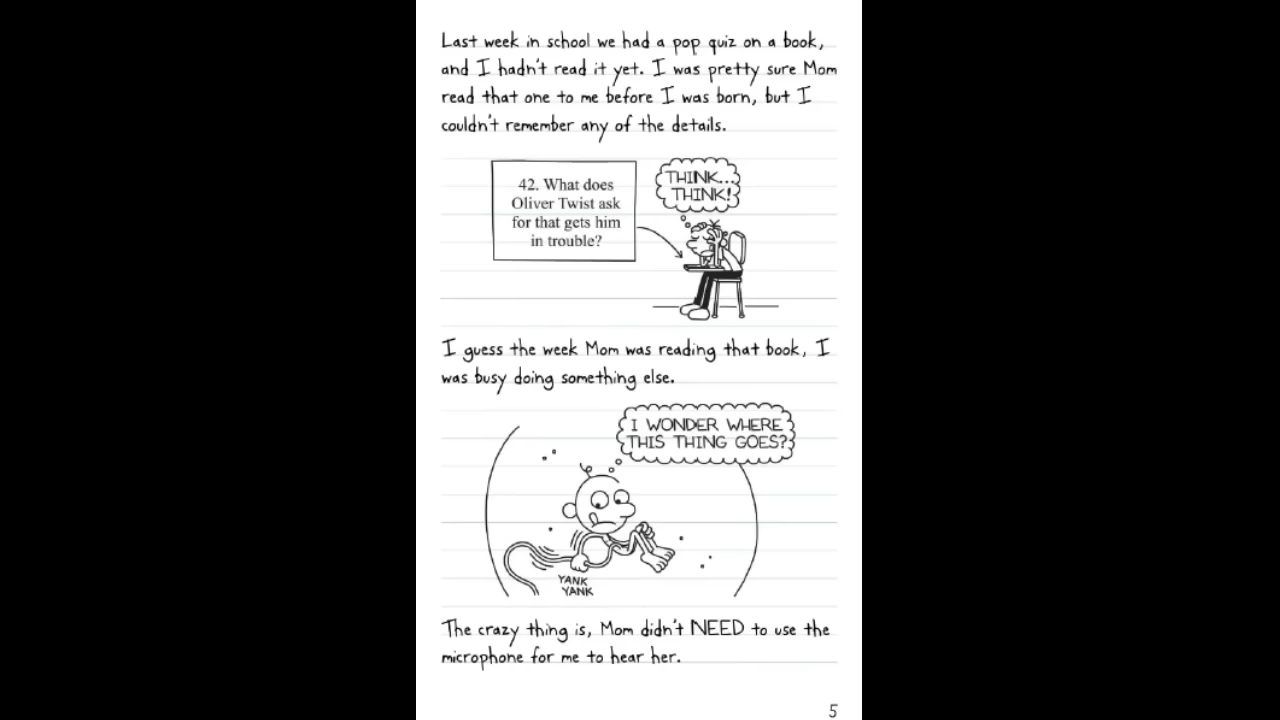 Last week in school we had a pop quiz on a book,
and I hadn't read it yet. I was pretty sure Mom
read that one to me before I was born, but I
couldn't remember any of the details.
42. What does
Oliver Twist ask
for that gets him
in trouble?
THINK...
THINK!
I guess the week Mom was reading that book, I
was busy doing something else.
I WONDER WHERE
THIS THING GOES?
YANK
YANK
The crazy thing is, Mom didn't NEED to use the
microphone for me to hear her.
5